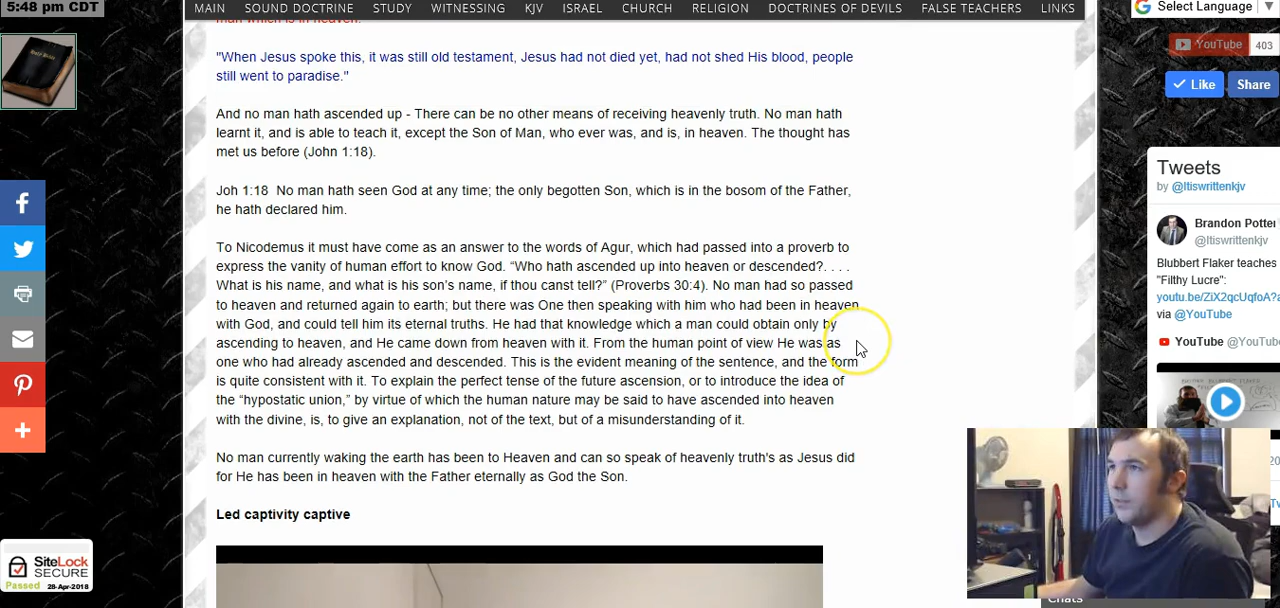 5:48 pm CDT
MAIN SOUND DOCTRINE STUDY WITNESSING KJV ISRAEL CHURCH RELIGION DOCTRINES OF DEVILS FALSE TEACHERS LINKS
Select Language
man which is in heaven.
"When Jesus spoke this, it was still old testament, Jesus had not died yet, had not shed His blood, people
still went to paradise."
And no man hath ascended up - There can be no other means of receiving heavenly truth. No man hath
learnt it, and is able to teach it, except the Son of Man, who ever was, and is, in heaven. The thought has
met us before (John 1:18).
Joh 1:18 No man hath seen God at any time; the only begotten Son, which is in the bosom of the Father,
he hath declared him.
To Nicodemus it must have come as an answer to the words of Agur, which had passed into a proverb to
express the vanity of human effort to know God. “Who hath ascended up into heaven or descended?. . . .
What is his name, and what is his son’s name, if thou canst tell?” (Proverbs 30:4). No man had so passed
to heaven and returned again to earth; but there was One then speaking with him who had been in heaven
with God, and could tell him its eternal truths. He had that knowledge which a man could obtain only by
ascending to heaven, and He came down from heaven with it. From the human point of view He was as
one who had already ascended and descended. This is the evident meaning of the sentence, and the form
is quite consistent with it. To explain the perfect tense of the future ascension, or to introduce the idea of
the “hypostatic union,” by virtue of which the human nature may be said to have ascended into heaven
with the divine, is, to give an explanation, not of the text, but of a misunderstanding of it.
No man currently waking the earth has been to Heaven and can so speak of heavenly truth's as Jesus did
for He has been in heaven with the Father eternally as God the Son.
Led captivity captive
YouTube 403
Like Share
Tweets
by @Itiswrittenkjv
Brandon Potter
@Itiswrittenkjv
Blubbert Flaker teaches
"Filthy Lucre":
youtu.be/ZiX2qcUqfoA?a
via @YouTube
YouTube @YouTube
Chats
SiteLock
SECURE
Passed 28-Apr-2018